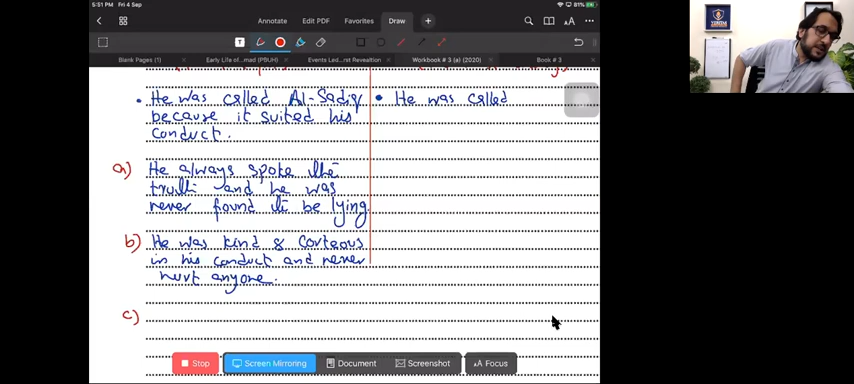 5:51 PM Fri 4 Sep
81%
Annotate Edit PDF Favorites Draw
Blank Pages (1) Early Life of...mad (PBUH) Events Led...rst Revealtion Workbook # 3 (a) (2020) Book # 3
He was called Al-Sadiq
because it suited his
conduct.
He was called
a) He always spoke the
truth and he was
never found to be lying.
b) He was kind & Corteous
in his conduct and never
hurt anyone.
c)
Stop Screen Mirroring Document Screenshot AA Focus